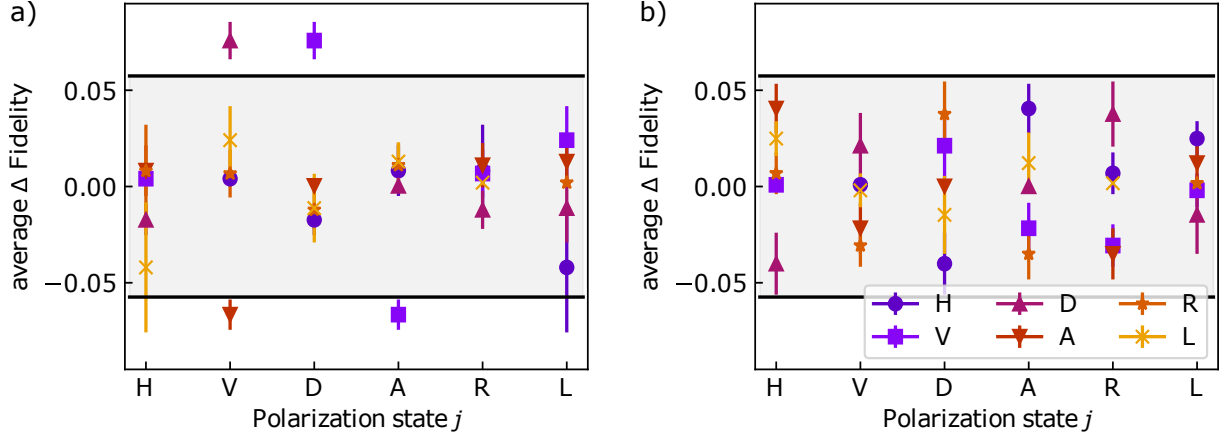 a)
average Δ Fidelity
0.05
0.00
−0.05
H V D A R L
Polarization state j
b)
average Δ Fidelity
0.05
0.00
−0.05
H D R
V A L
H V D A R L
Polarization state j